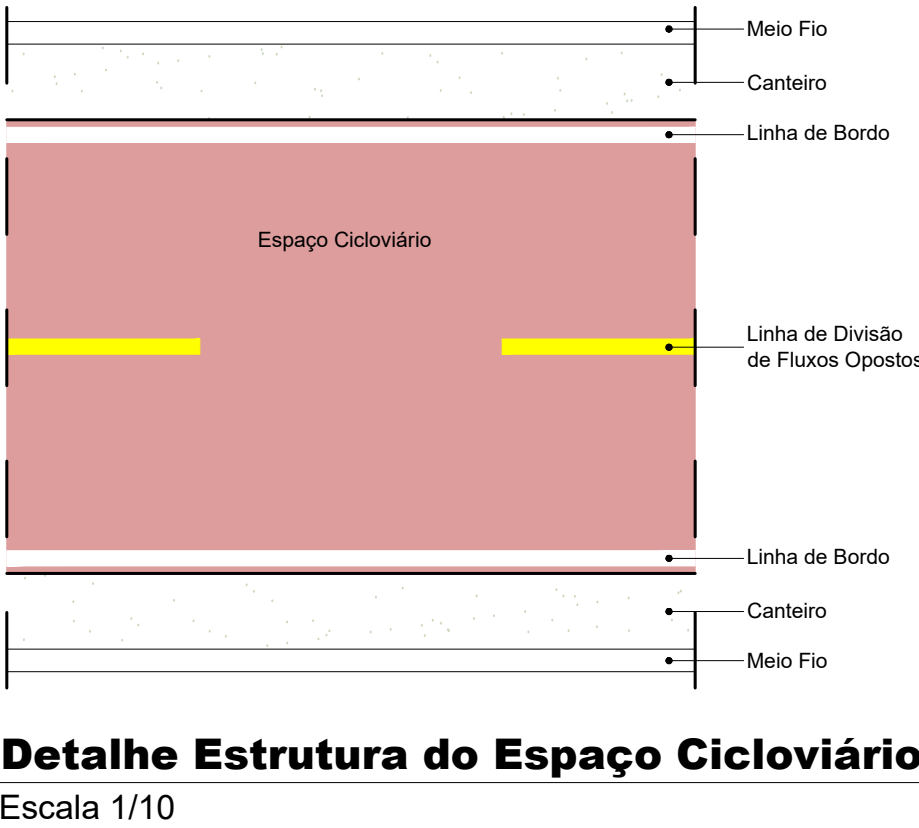 Meio Fio
Canteiro
Linha de Bordo
Espaço Cicloviário
Linha de Divisão
de Fluxos Opostos
Linha de Bordo
Canteiro
Meio Fio
Detalhe Estrutura do Espaço Cicloviário
Escala 1/10